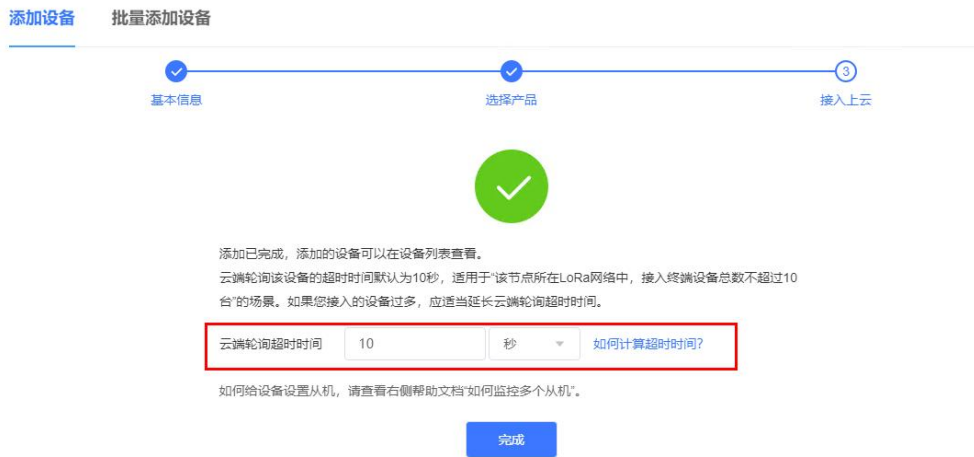 添加设备 批量添加设备
3
基本信息 选择产品 接入上云
添加已完成，添加的设备可以在设备列表查看。
云端轮询该设备的超时时间默认为10秒，适用于“该节点所在LoRa网络中，接入终端设备总数不超过10
台”的场景。如果您接入的设备过多，应适当延长云端轮询超时时间。
云端轮询超时时间 10 秒 如何计算超时时间?
如何给设备设置从机，请查看右侧帮助文档“如何监控多个从机”。
完成